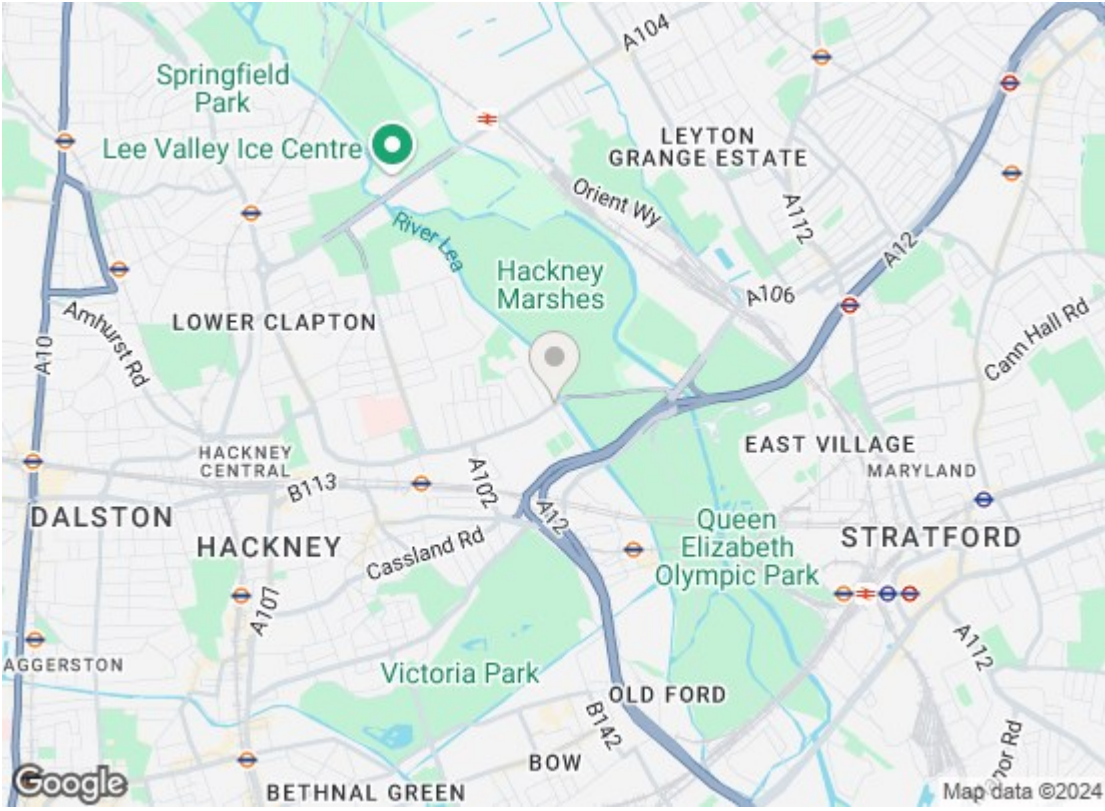 A104
Springfield
Park
Lee Valley Ice Centre
LEYTON
GRANGE ESTATE
Orient Wy
A112
River Lea
A12
Hackney
Marshes
A106
LOWER CLAPTON
Amhurst Rd
A10
Cann Hall Rd
HACKNEY
CENTRAL
EAST VILLAGE
MARYLAND
B113
A102
DALSTON
A12
HACKNEY
Cassland Rd
Queen
Elizabeth
Olympic Park
STRATFORD
A107
A112
AGGERSTON
Victoria Park
OLD FORD
B142
BOW
nor Rd
Google
BETHNAL GREEN
Map data ©2024